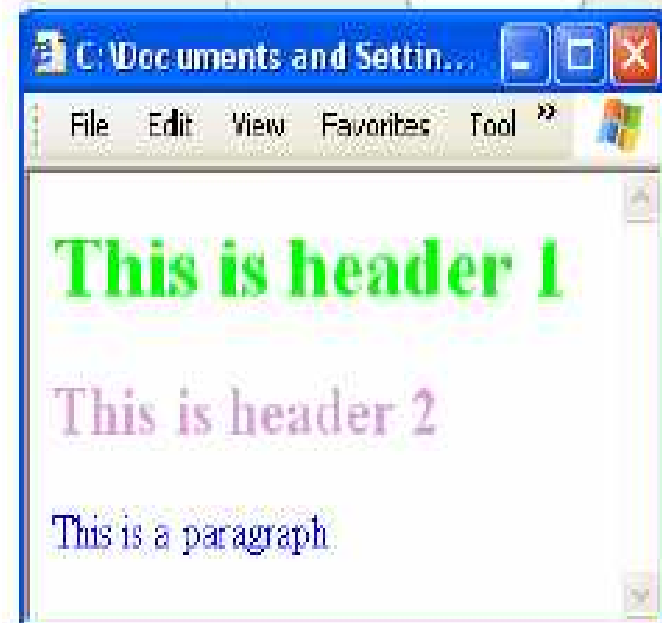 C:\Documents and Settin...
File Edit View Favorites Tool »
This is header 1
This is header 2
This is a paragraph